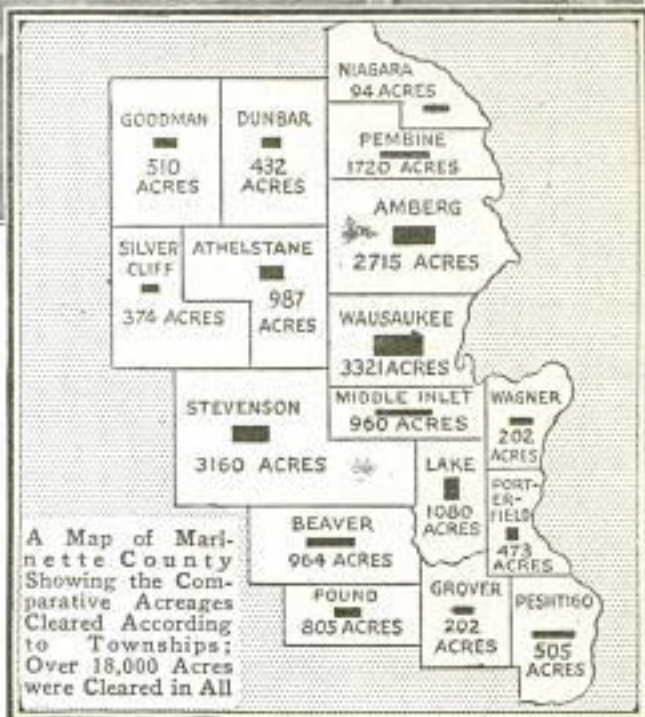 NIAGARA
94 ACRES
GOODMAN
510
ACRES
DUNBAR
432
ACRES
PEMBINE
1720 ACRES
AMBERG
2715 ACRES
SILVER
CLIFF
374 ACRES
ATHELSTANE
987
ACRES
WAUSAUKEE
3321 ACRES
MIDDLE INLET
960 ACRES
WAGNER
202
ACRES
STEVENSON
3160 ACRES
LAKE
1080
ACRES
PORT-
ER-
FIELD
473
ACRES
BEAVER
964 ACRES
POUND
805 ACRES
GROVER
202
ACRES
PESHTIGO
505
ACRES
A Map of Mari-
nette County
Showing the Com-
parative Acreages
Cleared According
to Townships;
Over 18,000 Acres
were Cleared in All